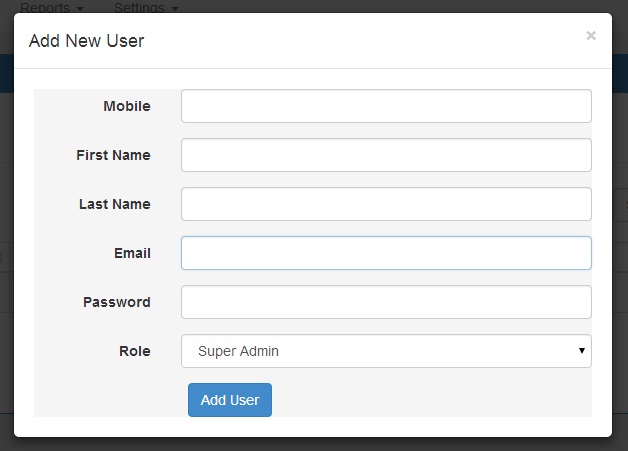 Reports Settings
Add New User ×
Mobile
First Name
Last Name
Email
Password
Role Super Admin
Add User